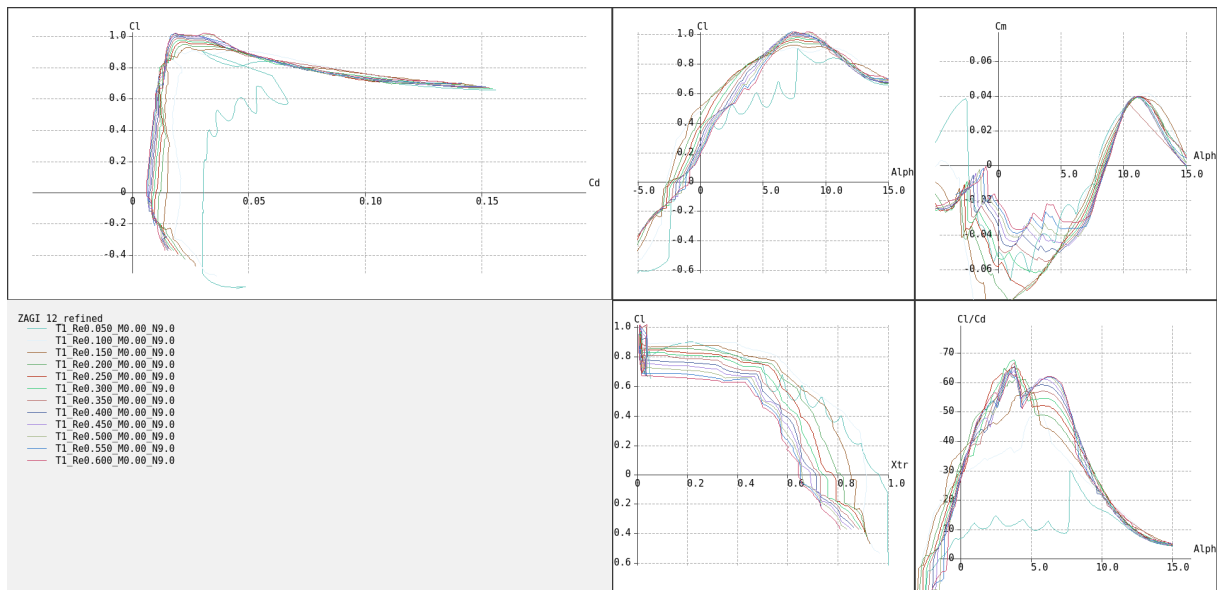 Cl
1.0
0.8
0.6
0.4
0.2
0
-0.2
-0.4
0
0.05
0.10
0.15
Cd
Cl
1.0
0.8
0.6
0.4
0.2
0
-0.2
-0.4
-0.6
-5.0
0
5.0
10.0
15.0
Alph
Cm
0.06
0.04
0.02
0
-0.02
-0.04
-0.06
0
5.0
10.0
15.0
Alph
ZAGI 12 refined
T1_Re0.050_M0.00_N9.0
T1_Re0.100_M0.00_N9.0
T1_Re0.150_M0.00_N9.0
T1_Re0.200_M0.00_N9.0
T1_Re0.250_M0.00_N9.0
T1_Re0.300_M0.00_N9.0
T1_Re0.350_M0.00_N9.0
T1_Re0.400_M0.00_N9.0
T1_Re0.450_M0.00_N9.0
T1_Re0.500_M0.00_N9.0
T1_Re0.550_M0.00_N9.0
T1_Re0.600_M0.00_N9.0
Cl
1.0
0.8
0.6
0.4
0.2
0
0.2
0.4
0.6
0
0.2
0.4
0.6
0.8
1.0
Xtr
Cl/Cd
70
60
50
40
30
20
10
0
0
5.0
10.0
15.0
Alph